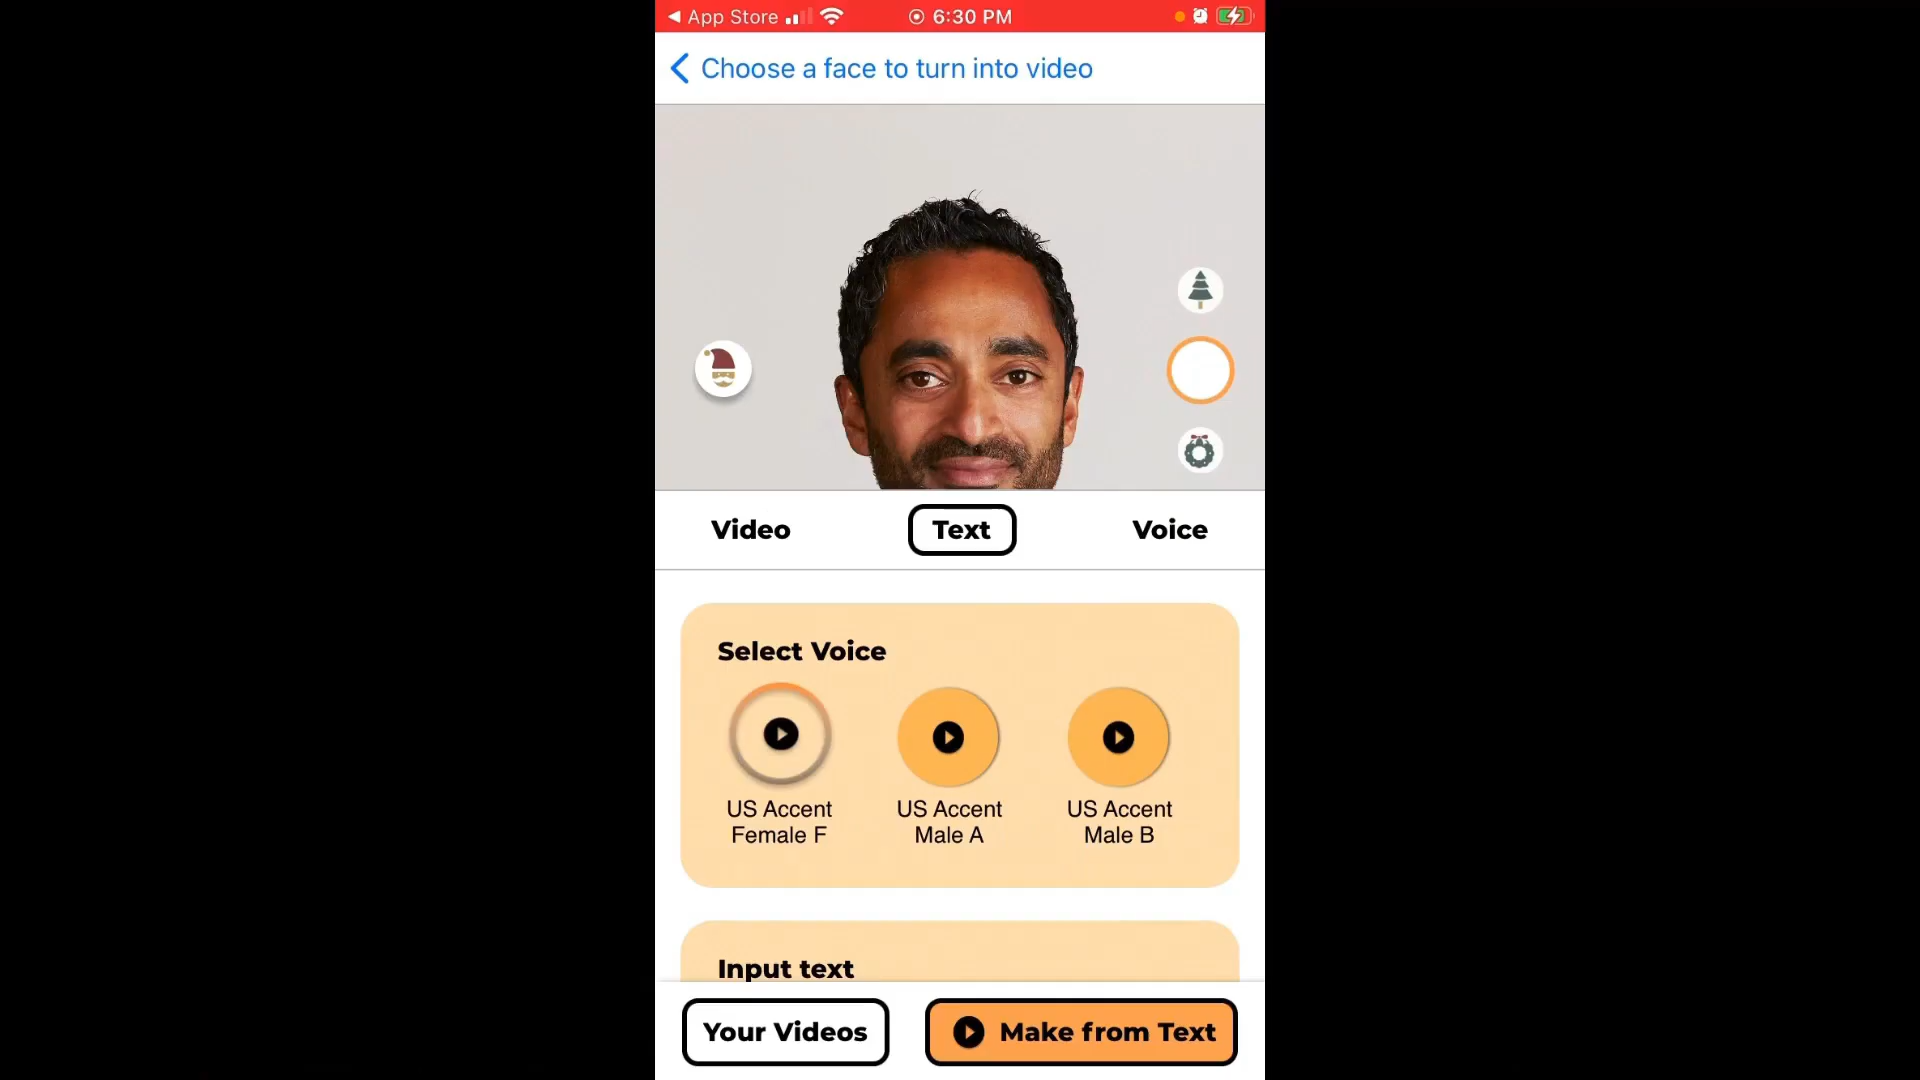 App Store 6:30 PM
Choose a face to turn into video
Video Text Voice
Select Voice
US Accent Female F
US Accent Male A
US Accent Male B
Input text
Your Videos Make from Text